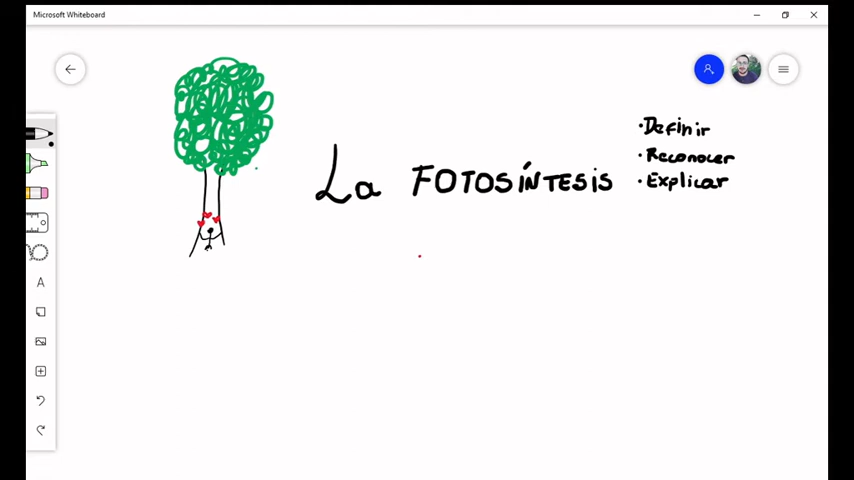 Microsoft Whiteboard
La FOTOSÍNTESIS
·Definir
·Reconocer
·Explicar
A